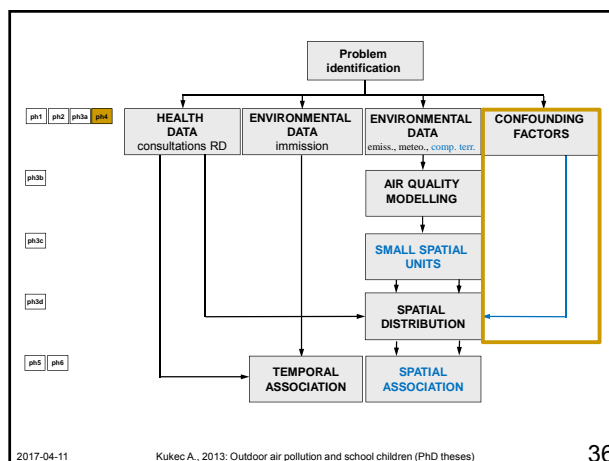 Problem
identification
ph1 ph2 ph3a ph4
HEALTH
DATA
consultations RD
ENVIRONMENTAL
DATA
immission
ENVIRONMENTAL
DATA
emiss., meteo., comp. terr.
CONFOUNDING
FACTORS
ph3b
AIR QUALITY
MODELLING
ph3c
SMALL SPATIAL
UNITS
ph3d
SPATIAL
DISTRIBUTION
ph5 ph6
TEMPORAL
ASSOCIATION
SPATIAL
ASSOCIATION
2017-04-11 Kukec A., 2013: Outdoor air pollution and school children (PhD theses) 36